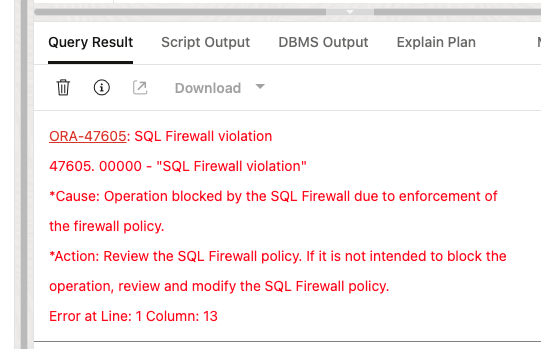 Query Result Script Output DBMS Output Explain Plan
Download
ORA-47605: SQL Firewall violation
47605. 00000 - "SQL Firewall violation"
*Cause: Operation blocked by the SQL Firewall due to enforcement of
the firewall policy.
*Action: Review the SQL Firewall policy. If it is not intended to block the
operation, review and modify the SQL Firewall policy.
Error at Line: 1 Column: 13